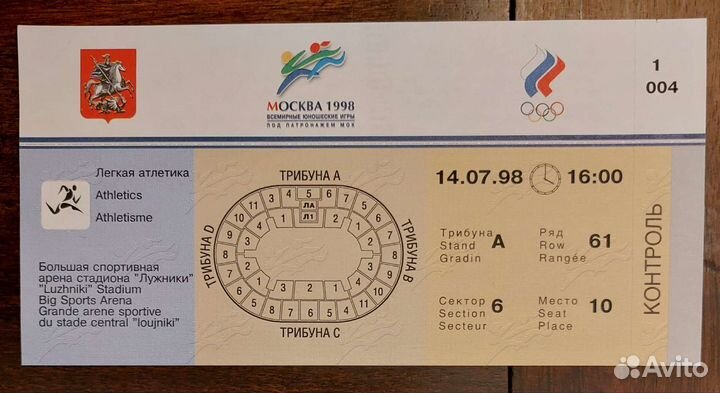 МОСКВА 1998
ВСЕМИРНЫЕ ЮНОШЕСКИЕ ИГРЫ
ПОД ПАТРОНАЖЕМ МОК
1
004
Легкая атлетика
Athletics
Athletisme
Большая спортивная
арена стадиона "Лужники"
"Luzhniki" Stadium
Big Sports Arena
Grande arene sportive
du stade central "loujniki"
ТРИБУНА А
ТРИБУНА D
ТРИБУНА B
ТРИБУНА C
ЛА
Л1
14.07.98
16:00
Трибуна
Stand A
Gradin
Ряд
Row 61
Rangée
Сектор
Section 6
Secteur
Место
Seat 10
Place
КОНТРОЛЬ
Avito